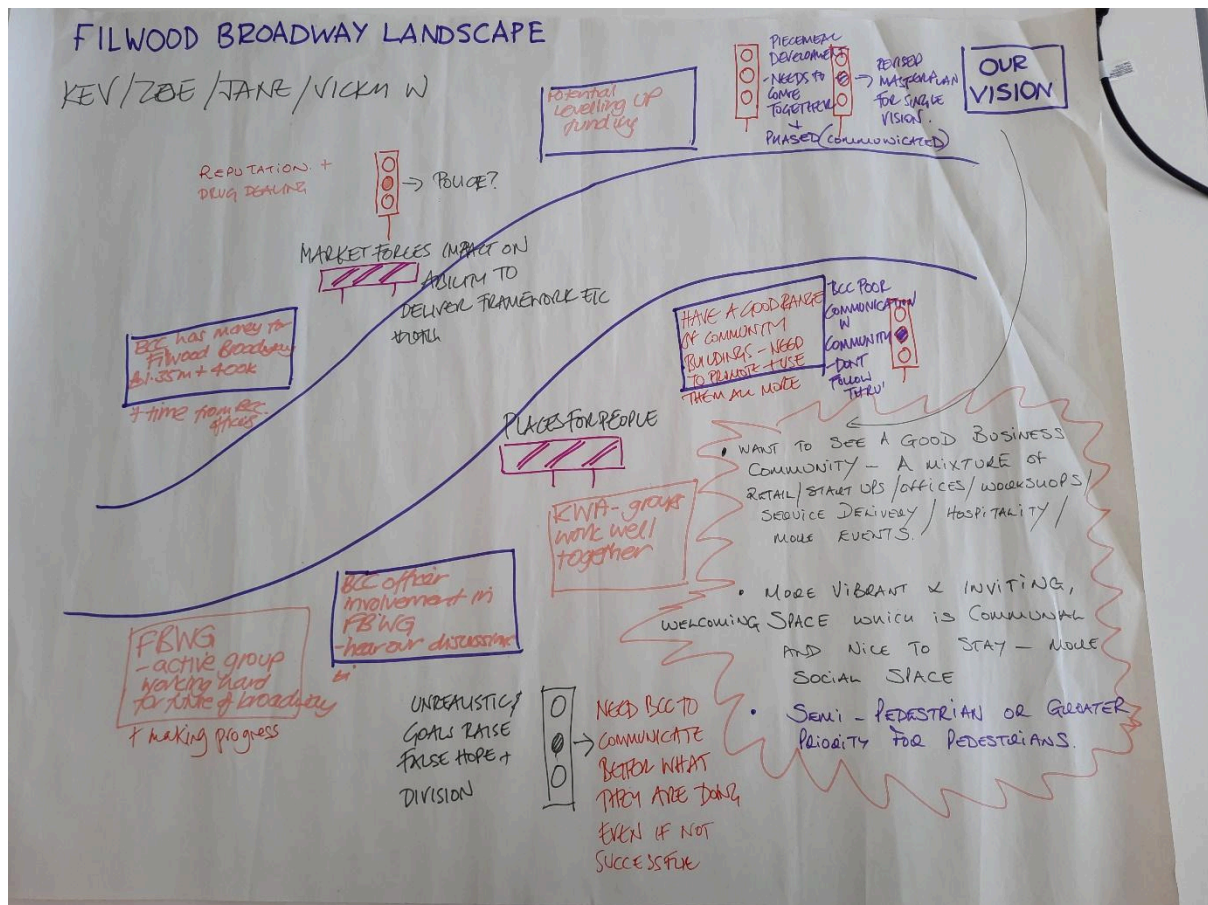 FILWOOD BROADWAY LANDSCAPE
KEV/ZOE/JANE/VICKY W
REPUTATION +
DRUG DEALING
→ POLICE?
Potential
Levelling UP
funding
PIECEMEAL
DEVELOPMENT
-NEEDS TO
COME
TOGETHER
+
PHASED (COMMUNICATED)
→ REVISED
MASTERPLAN
FOR SINGLE
VISION.
OUR
VISION
MARKET FORCES IMPACT ON
ABILITY TO
DELIVER FRAMEWORK ETC
BCC has money for
Filwood Broadway
1.35m + 400k
+ time from BCC
HAVE A GOOD RANGE
OF COMMUNITY
BUILDINGS - NEED
TO PROMOTE + USE
THEM ALL MORE
BCC POOR
COMMUNICATION
IN
COMMUNITY
- DONT
FOLLOW
THRU'
PLACES FOR PEOPLE
KWA - groups
work well
together
• WANT TO SEE A GOOD BUSINESS
COMMUNITY - A MIXTURE OF
RETAIL/START UPS/OFFICES/WORKSHOPS/
SERVICE DELIVERY/HOSPITALITY/
MORE EVENTS.
• MORE VIBRANT & INVITING,
WELCOMING SPACE WHICH IS COMMUNAL
AND NICE TO STAY - MORE
SOCIAL SPACE
• SEMI-PEDESTRIAN OR GREATER
PRIORITY FOR PEDESTRIANS.
FBWG
- active group
working hard
for future of broadway
+ making progress
BCC officer
involvement in
FBWG
- hear our discussions
UNREALISTIC
GOALS RAISE
FALSE HOPE +
DIVISION
→ NEED BCC TO
COMMUNICATE
BETTER WHAT
THEY ARE DOING
EVEN IF NOT
SUCCESSFUL